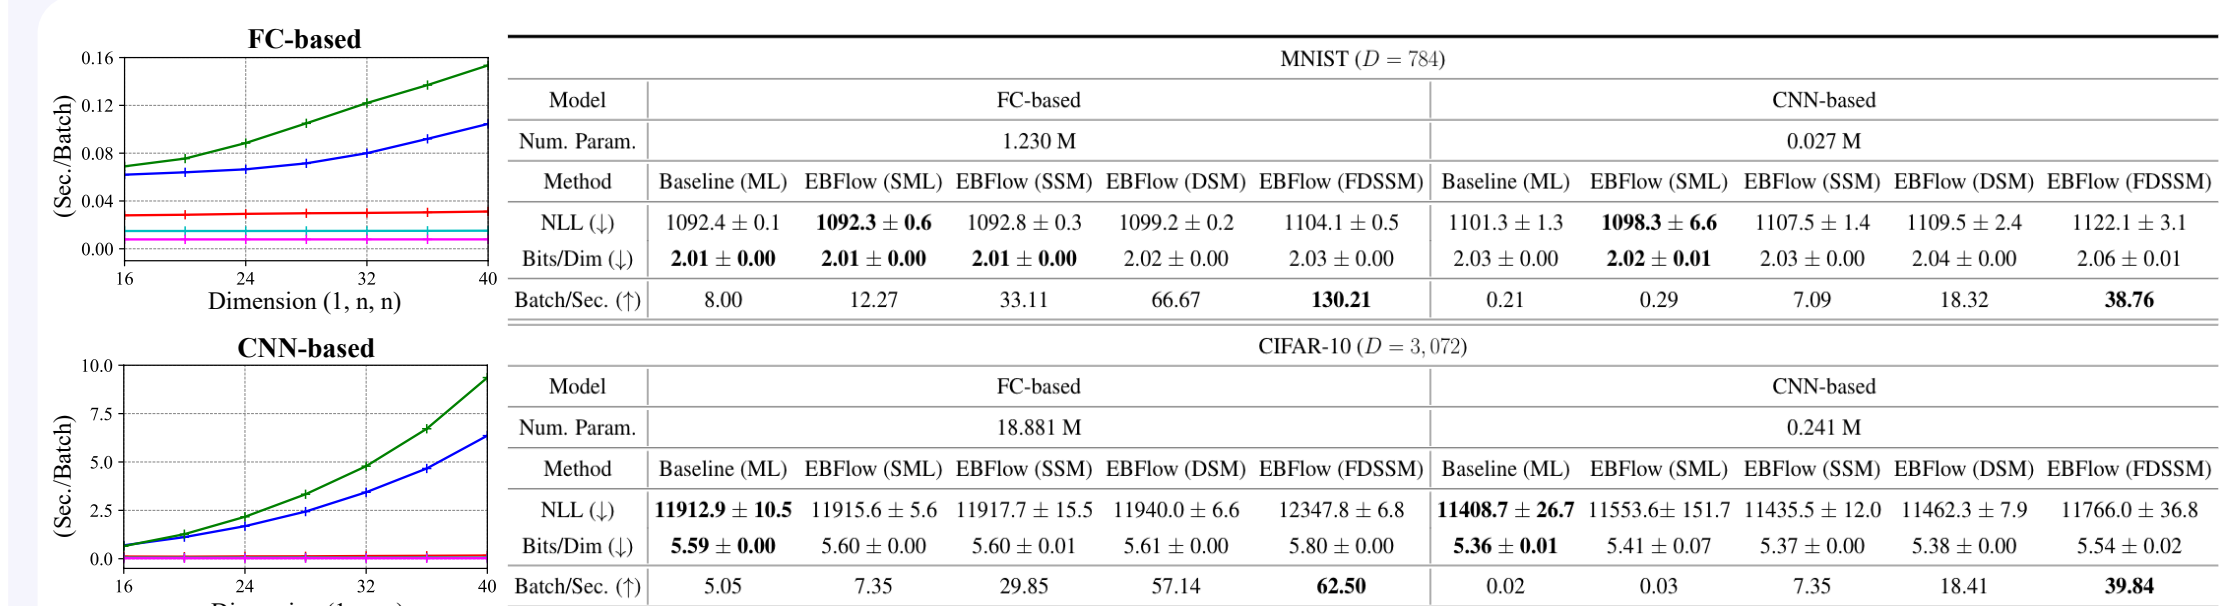 FC-based
0.16
0.12
0.08
0.04
0.00
(Sec./Batch)
16 24 32 40
Dimension (1, n, n)
CNN-based
10.0
7.5
5.0
2.5
0.0
(Sec./Batch)
16 24 32 40
MNIST (D = 784)
Model FC-based CNN-based
Num. Param. 1.230 M 0.027 M
Method Baseline (ML) EBFlow (SML) EBFlow (SSM) EBFlow (DSM) EBFlow (FDSSM) Baseline (ML) EBFlow (SML) EBFlow (SSM) EBFlow (DSM) EBFlow (FDSSM)
NLL (↓) 1092.4 ± 0.1 1092.3 ± 0.6 1092.8 ± 0.3 1099.2 ± 0.2 1104.1 ± 0.5 1101.3 ± 1.3 1098.3 ± 6.6 1107.5 ± 1.4 1109.5 ± 2.4 1122.1 ± 3.1
Bits/Dim (↓) 2.01 ± 0.00 2.01 ± 0.00 2.01 ± 0.00 2.02 ± 0.00 2.03 ± 0.00 2.03 ± 0.00 2.02 ± 0.01 2.03 ± 0.00 2.04 ± 0.00 2.06 ± 0.01
Batch/Sec. (↑) 8.00 12.27 33.11 66.67 130.21 0.21 0.29 7.09 18.32 38.76
CIFAR-10 (D = 3,072)
Model FC-based CNN-based
Num. Param. 18.881 M 0.241 M
Method Baseline (ML) EBFlow (SML) EBFlow (SSM) EBFlow (DSM) EBFlow (FDSSM) Baseline (ML) EBFlow (SML) EBFlow (SSM) EBFlow (DSM) EBFlow (FDSSM)
NLL (↓) 11912.9 ± 10.5 11915.6 ± 5.6 11917.7 ± 15.5 11940.0 ± 6.6 12347.8 ± 6.8 11408.7 ± 26.7 11553.6± 151.7 11435.5 ± 12.0 11462.3 ± 7.9 11766.0 ± 36.8
Bits/Dim (↓) 5.59 ± 0.00 5.60 ± 0.00 5.60 ± 0.01 5.61 ± 0.00 5.80 ± 0.00 5.36 ± 0.01 5.41 ± 0.07 5.37 ± 0.00 5.38 ± 0.00 5.54 ± 0.02
Batch/Sec. (↑) 5.05 7.35 29.85 57.14 62.50 0.02 0.03 7.35 18.41 39.84